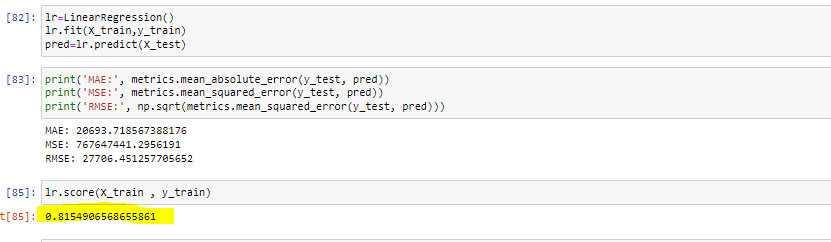 [82]: lr=LinearRegression()
lr.fit(X_train,y_train)
pred=lr.predict(X_test)
[83]: print('MAE:', metrics.mean_absolute_error(y_test, pred))
print('MSE:', metrics.mean_squared_error(y_test, pred))
print('RMSE:', np.sqrt(metrics.mean_squared_error(y_test, pred)))
MAE: 20693.718567388176
MSE: 767647441.2956191
RMSE: 27706.451257705652
[85]: lr.score(X_train , y_train)
t[85]: 0.8154906568655861